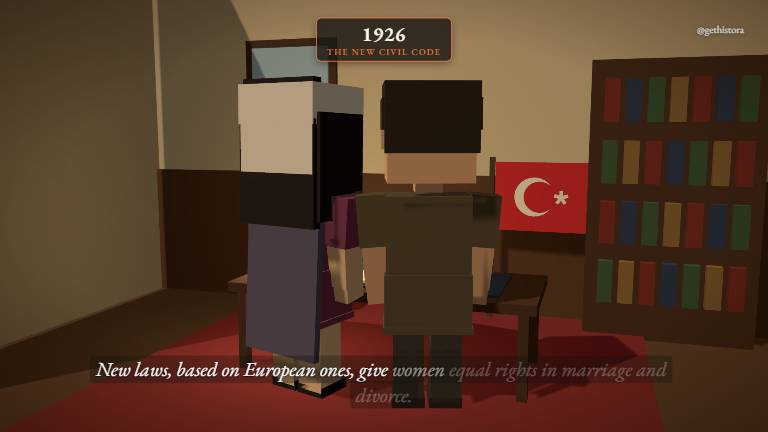 1926
THE NEW CIVIL CODE
@gethistora
New laws, based on European ones, give women equal rights in marriage and
divorce.